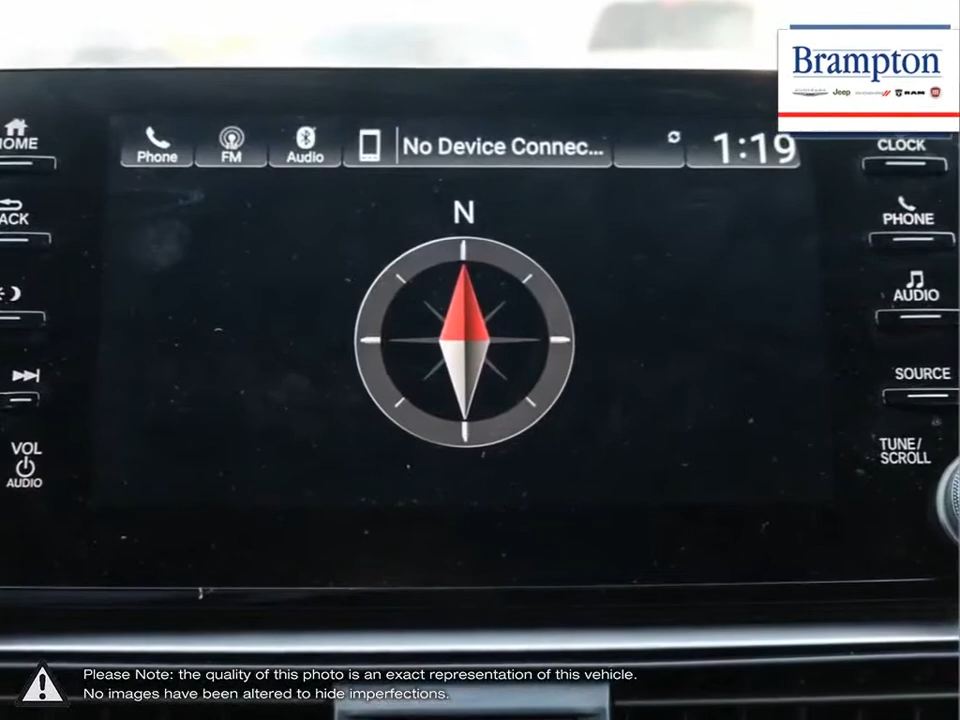 Brampton
Jeep
RAM
HOME
Phone
FM
Audio
No Device Connec...
1:19
CLOCK
BACK
N
PHONE
AUDIO
SOURCE
VOL
AUDIO
TUNE/
SCROLL
Please Note: the quality of this photo is an exact representation of this vehicle.
No images have been altered to hide imperfections.